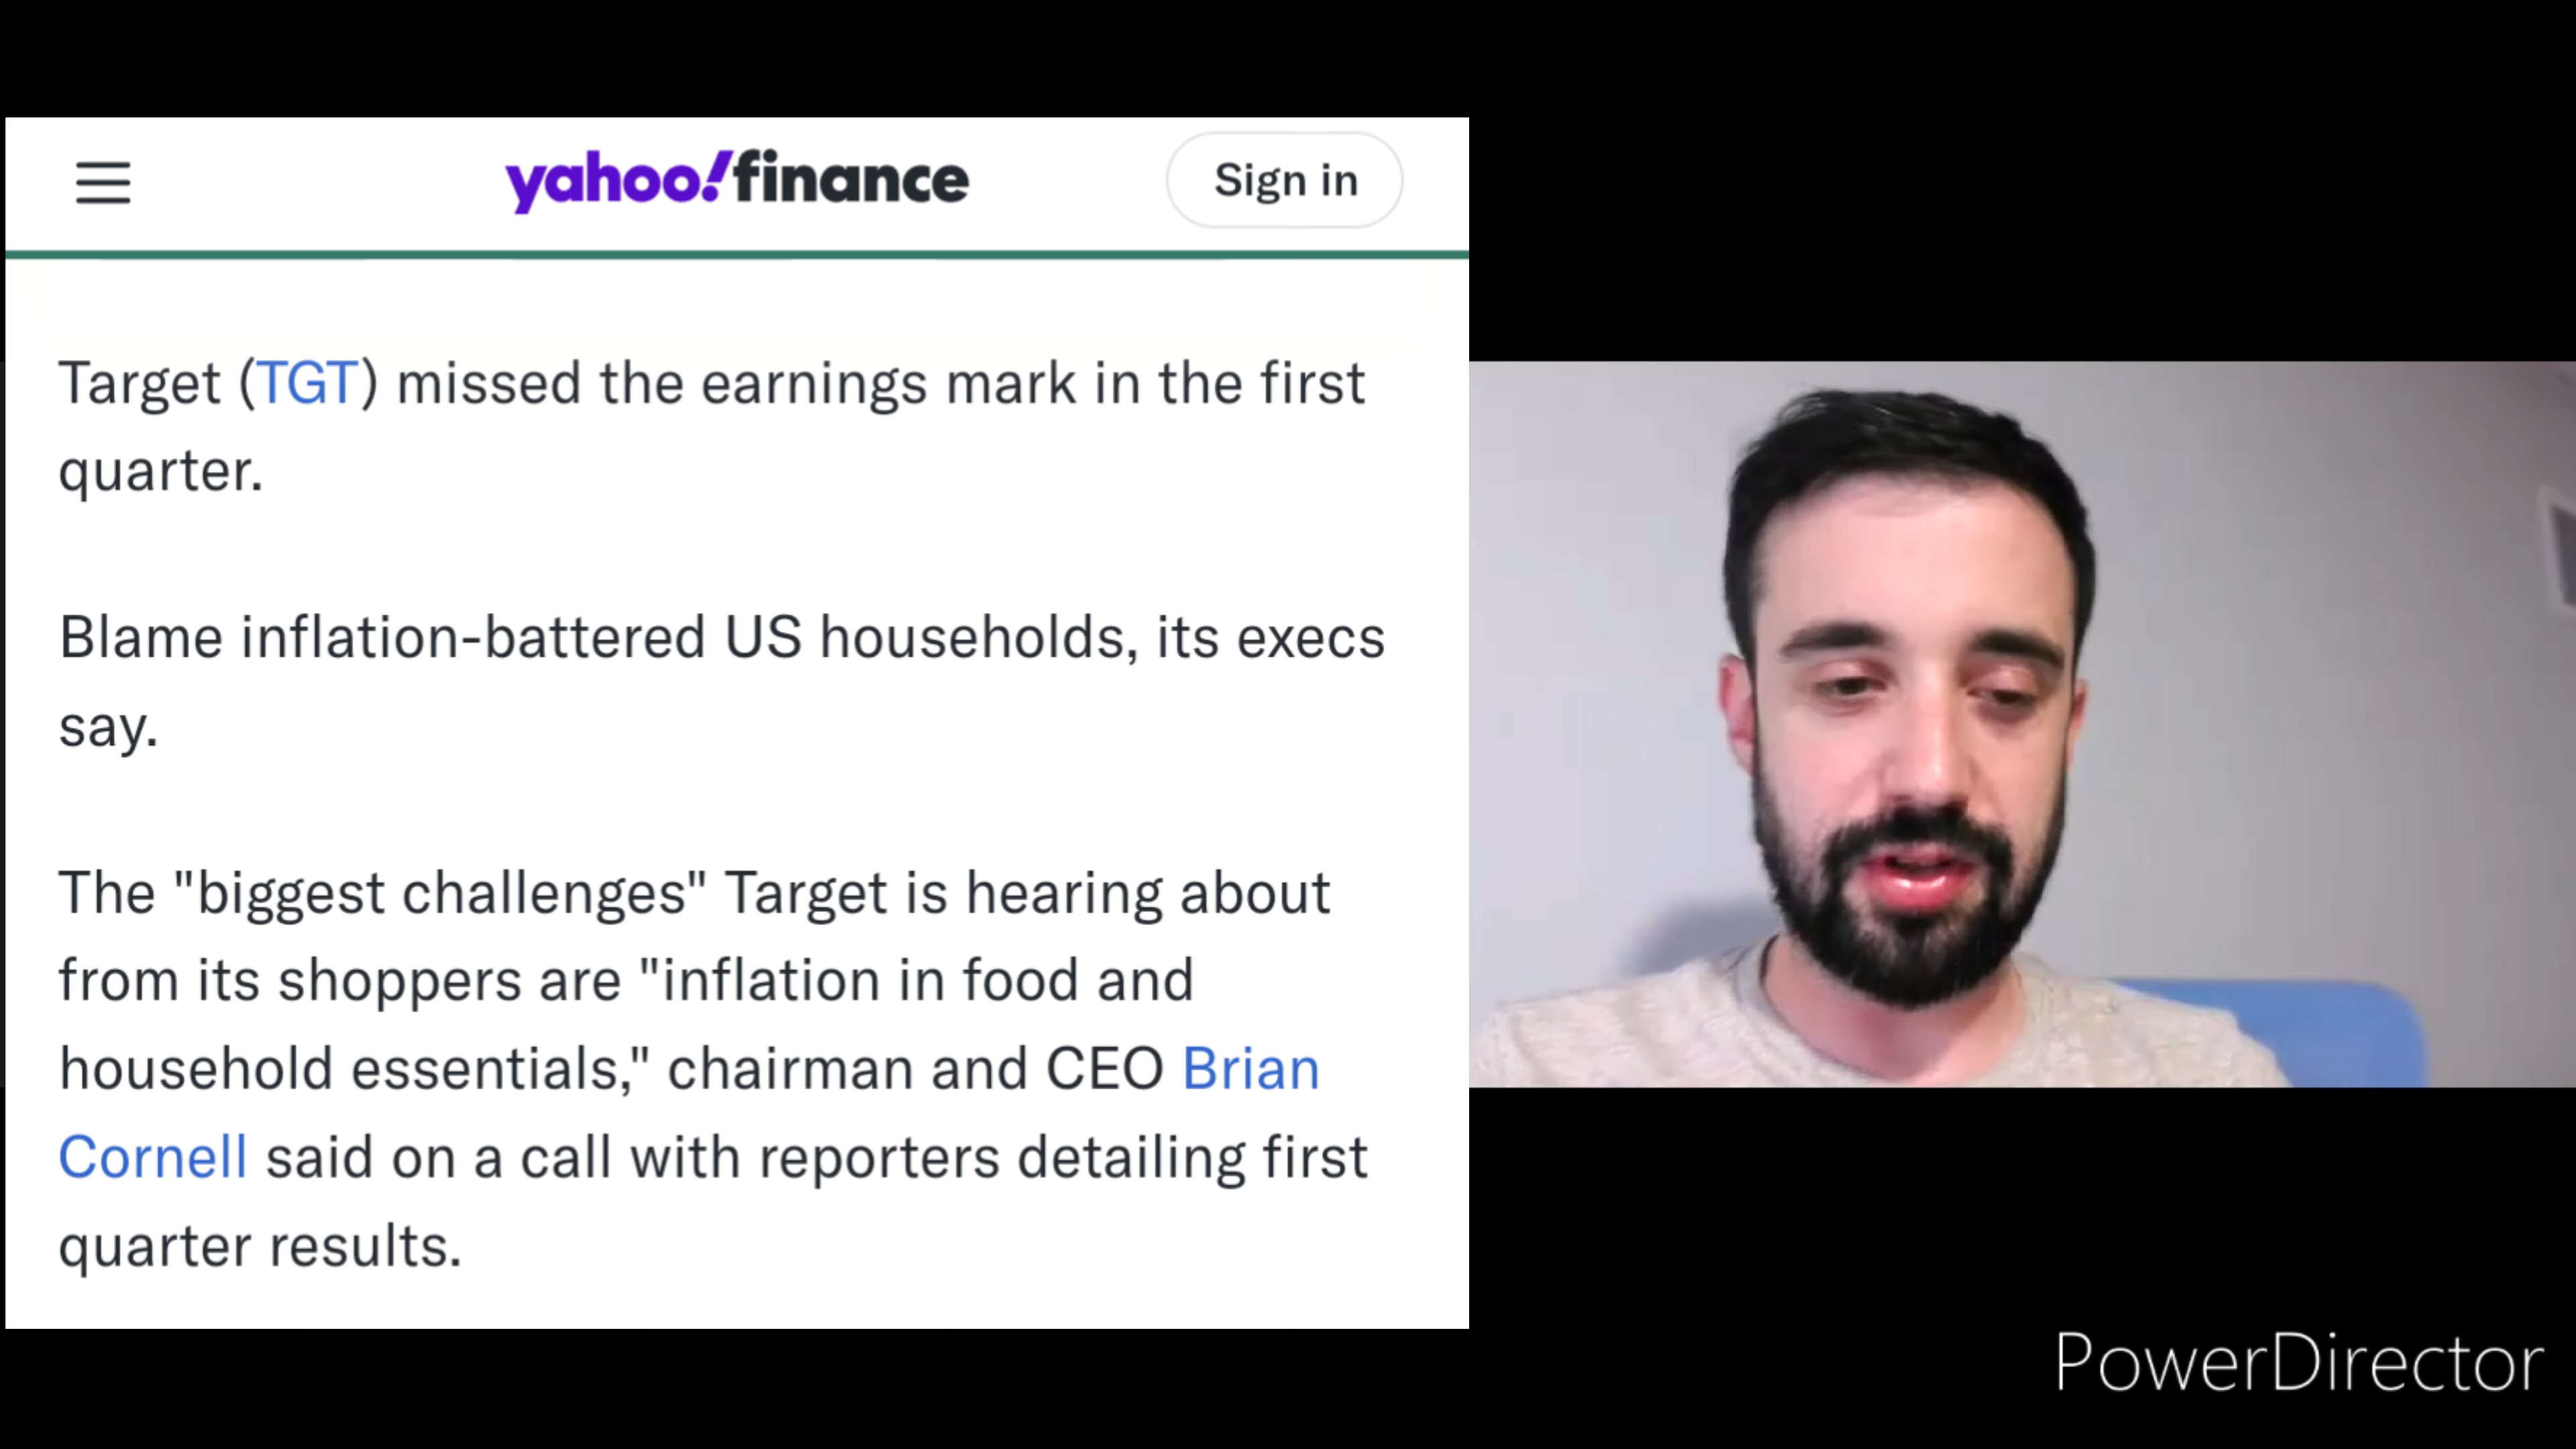 yahoo!finance
Sign in
Target (TGT) missed the earnings mark in the first
quarter.
Blame inflation-battered US households, its execs
say.
The "biggest challenges" Target is hearing about
from its shoppers are "inflation in food and
household essentials," chairman and CEO Brian
Cornell said on a call with reporters detailing first
quarter results.
PowerDirector